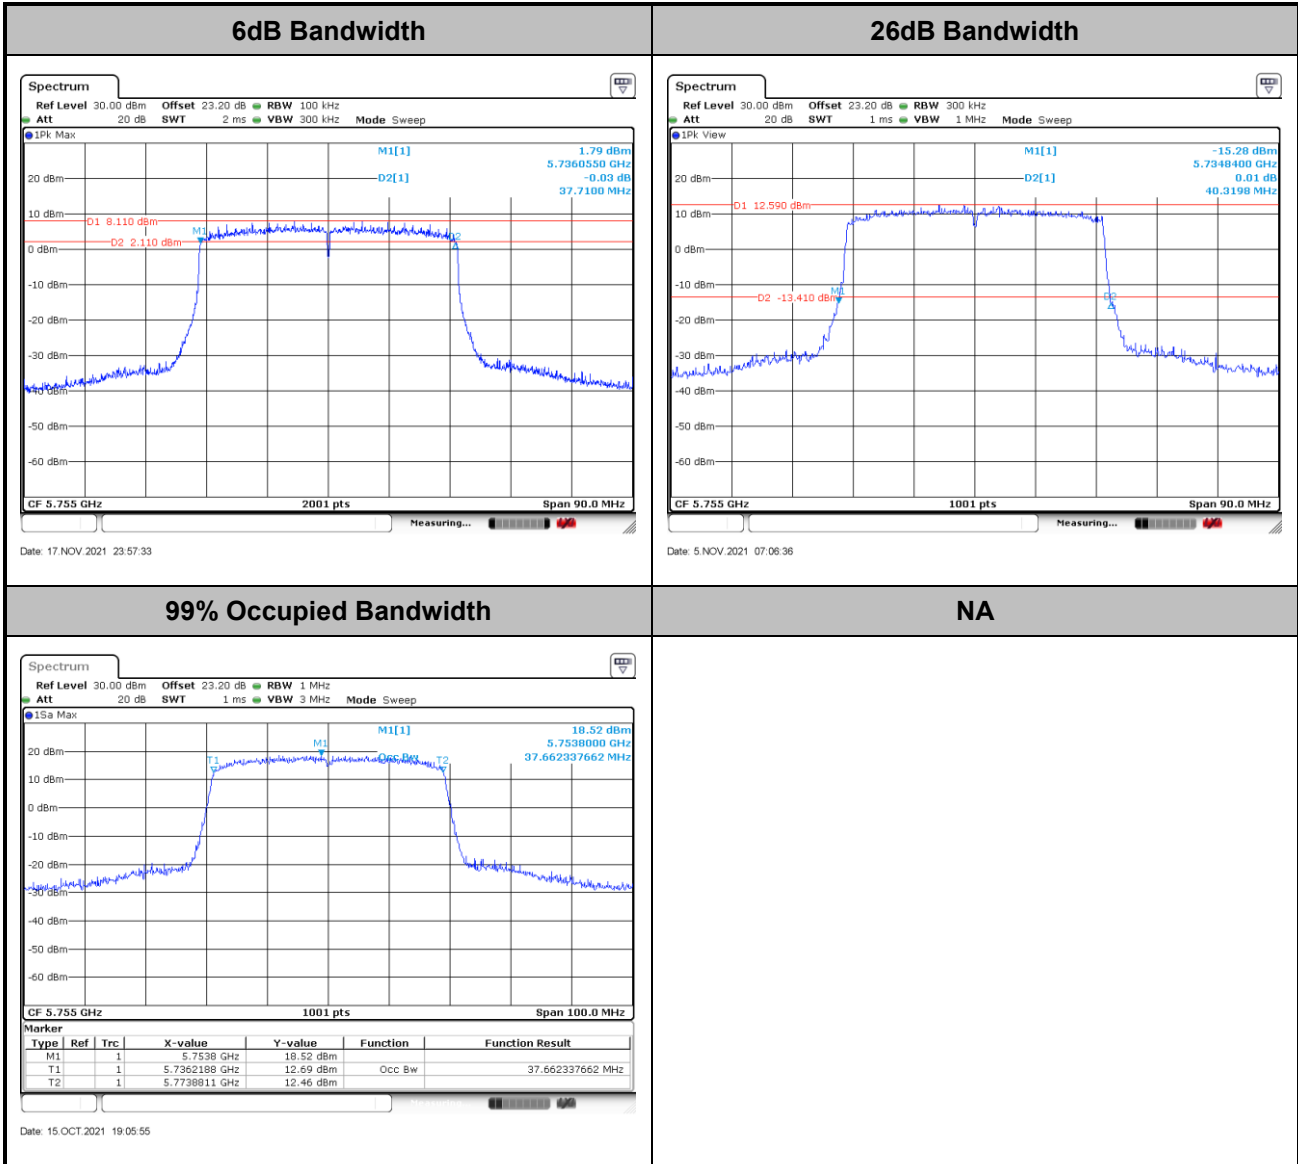 6dB Bandwidth
26dB Bandwidth
Spectrum
Ref Level 30.00 dBm Offset 23.20 dB RBW 100 kHz
Att 20 dB SWT 2 ms VBW 300 kHz Mode Sweep
1Pk Max
M1[1] 1.79 dBm
5.7360550 GHz
D2[1] -0.03 dB
37.7100 MHz
20 dBm
10 dBm
D1 8.110 dBm
M1
D2 2.110 dBm
D2
0 dBm
-10 dBm
-20 dBm
-30 dBm
-40 dBm
-50 dBm
-60 dBm
CF 5.755 GHz 2001 pts Span 90.0 MHz
Measuring...
Date: 17.NOV.2021 23:57:33
Spectrum
Ref Level 30.00 dBm Offset 23.20 dB RBW 300 kHz
Att 20 dB SWT 1 ms VBW 1 MHz Mode Sweep
1Pk View
M1[1] -15.28 dBm
5.7348400 GHz
D2[1] 0.01 dB
40.3198 MHz
20 dBm
D1 12.590 dBm
10 dBm
0 dBm
-10 dBm
M1
D2 -13.410 dBm
D2
-20 dBm
-30 dBm
-40 dBm
-50 dBm
-60 dBm
CF 5.755 GHz 1001 pts Span 90.0 MHz
Measuring...
Date: 5.NOV.2021 07:06:36
99% Occupied Bandwidth
NA
Spectrum
Ref Level 30.00 dBm Offset 23.20 dB RBW 1 MHz
Att 20 dB SWT 1 ms VBW 3 MHz Mode Sweep
1Sa Max
M1[1] 18.52 dBm
5.7538000 GHz
Occ Bw 37.662337662 MHz
M1
20 dBm
T1
T2
10 dBm
0 dBm
-10 dBm
-20 dBm
-30 dBm
-40 dBm
-50 dBm
-60 dBm
CF 5.755 GHz 1001 pts Span 100.0 MHz
Marker
Type Ref Trc X-value Y-value Function Function Result
M1 1 5.7538 GHz 18.52 dBm
T1 1 5.7362188 GHz 12.69 dBm Occ Bw 37.662337662 MHz
T2 1 5.7738811 GHz 12.46 dBm
Measuring...
Date: 15.OCT.2021 19:05:55